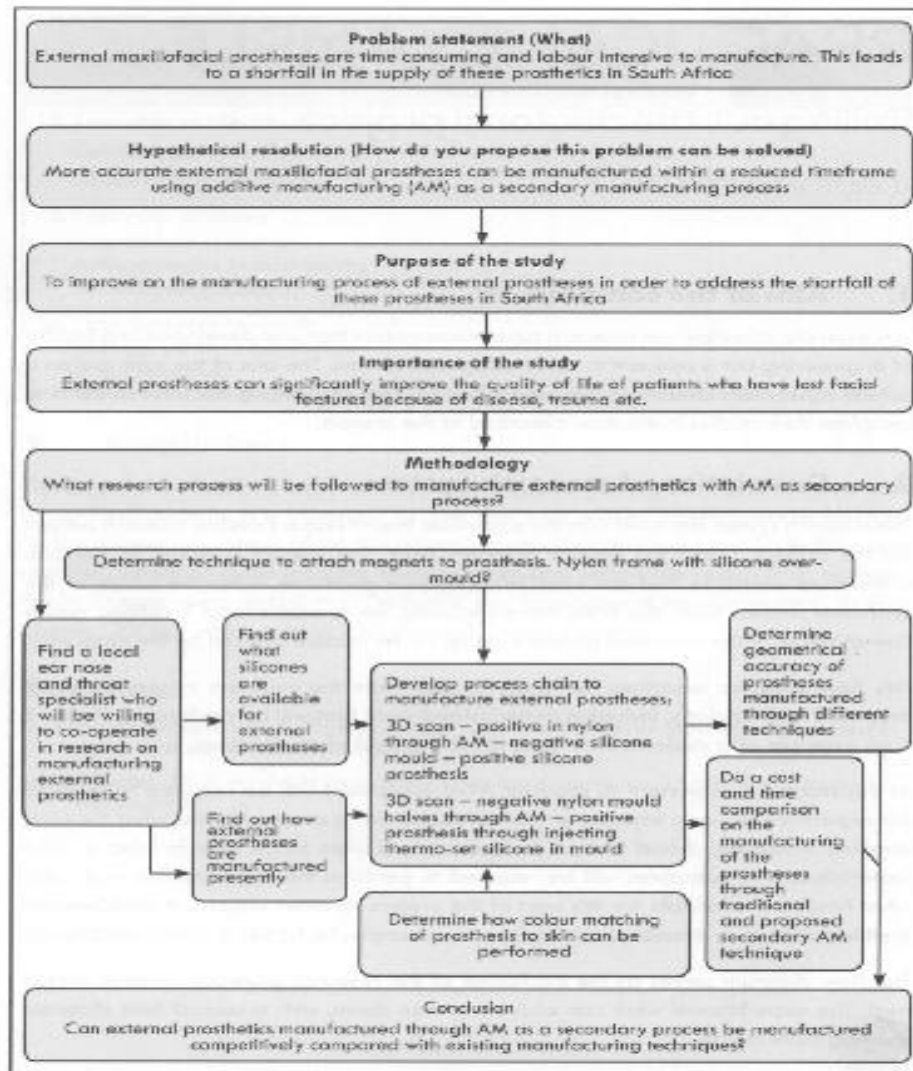 Problem statement (What)
External maxillofacial prostheses are time consuming and labour intensive to manufacture. This leads
to a shortfall in the supply of these prosthetics in South Africa
Hypothetical resolution (How do you propose this problem can be solved)
More accurate external maxillofacial prostheses can be manufactured within a reduced timeframe
using additive manufacturing (AM) as a secondary manufacturing process
Purpose of the study
To improve on the manufacturing process of external prostheses in order to address the shortfall of
these prostheses in South Africa
Importance of the study
External prostheses can significantly improve the quality of life of patients who have lost facial
features because of disease, trauma etc.
Methodology
What research process will be followed to manufacture external prosthetics with AM as secondary
process?
Determine technique to attach magnets to prosthesis. Nylon frame with silicone over-
mould?
Find a local
ear nose
and throat
specialist who
will be willing
to co-operate
in research on
manufacturing
external
prosthetics
Find out
what
silicones
are
available
for
external
prostheses
Find out how
external
prostheses
are
manufactured
presently
Develop process chain to
manufacture external prostheses:
3D scan – positive in nylon
through AM – negative silicone
mould – positive silicone
prosthesis
3D scan – negative nylon mould
halves through AM – positive
prosthesis through injecting
thermo-set silicone in mould
Determine how colour matching
of prosthesis to skin can be
performed
Determine
geometrical
accuracy of
prostheses
manufactured
through different
techniques
Do a cost
and time
comparison
on the
manufacturing
of the
prostheses
through
traditional
and proposed
secondary AM
technique
Conclusion
Can external prosthetics manufactured through AM as a secondary process be manufactured
competitively compared with existing manufacturing techniques?